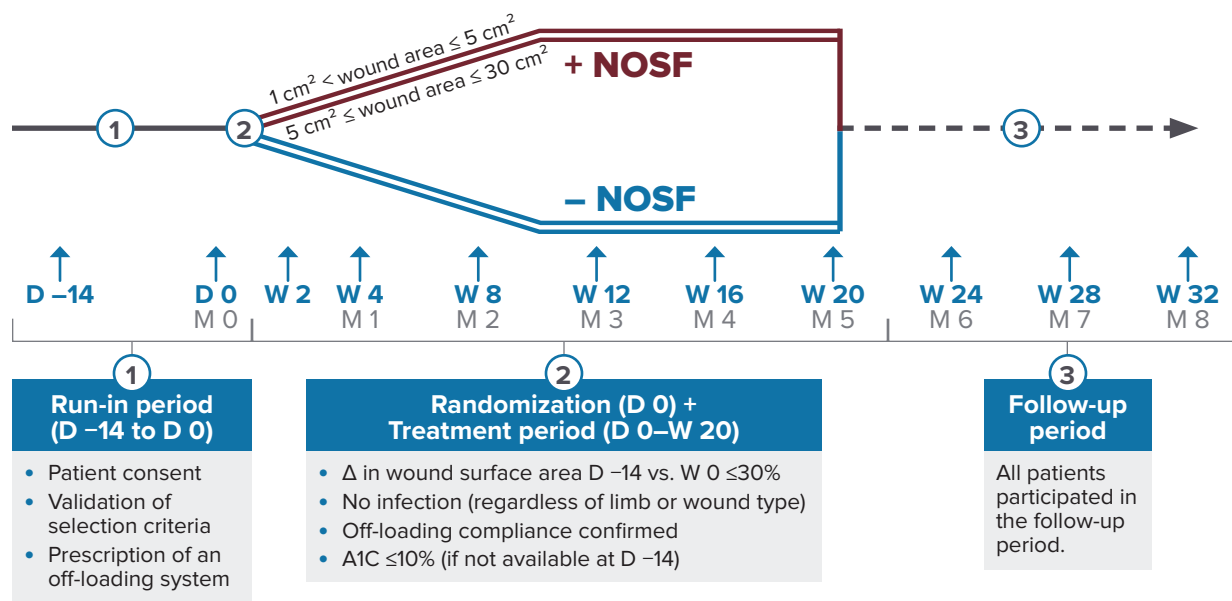 1 cm² < wound area ≤ 5 cm²
5 cm² ≤ wound area ≤ 30 cm²
+ NOSF
1
2
3
– NOSF
D –14
D 0
W 2
W 4
W 8
W 12
W 16
W 20
W 24
W 28
W 32
M 0
M 1
M 2
M 3
M 4
M 5
M 6
M 7
M 8
1
Run-in period
(D –14 to D 0)
• Patient consent
• Validation of
selection criteria
• Prescription of an
off-loading system
2
Randomization (D 0) +
Treatment period (D 0–W 20)
• Δ in wound surface area D –14 vs. W 0 ≤30%
• No infection (regardless of limb or wound type)
• Off-loading compliance confirmed
• A1C ≤10% (if not available at D –14)
3
Follow-up
period
All patients
participated in
the follow-up
period.